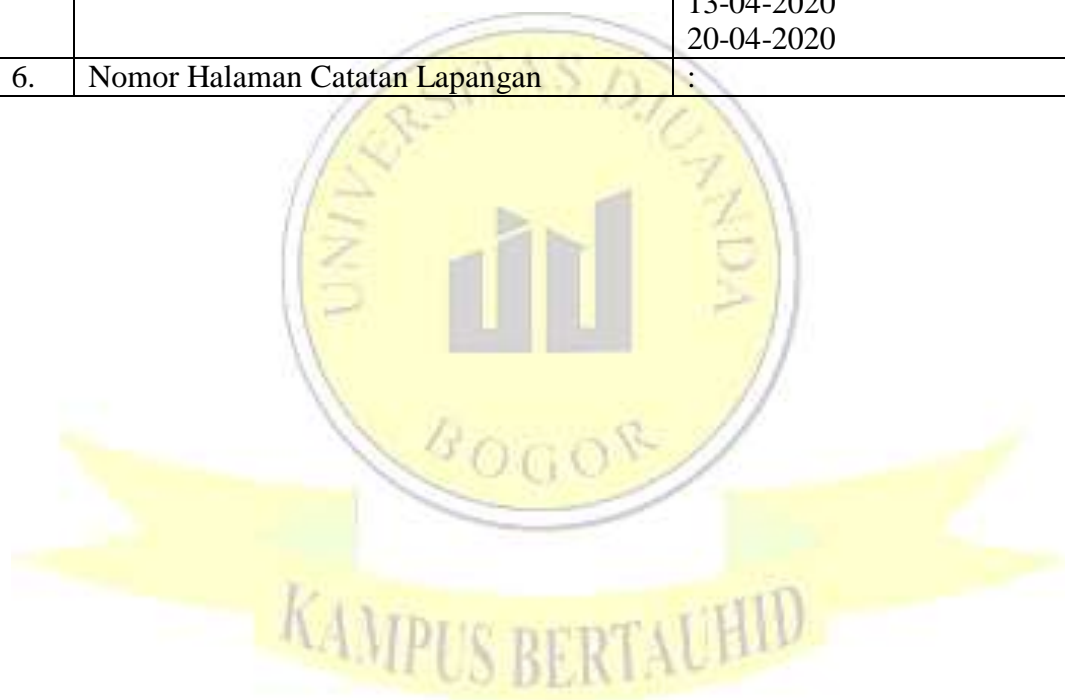 13-04-2020
20-04-2020
6. Nomor Halaman Catatan Lapangan :
UNIVERSITAS DJUANDA
BOGOR
KAMPUS BERTAUHID